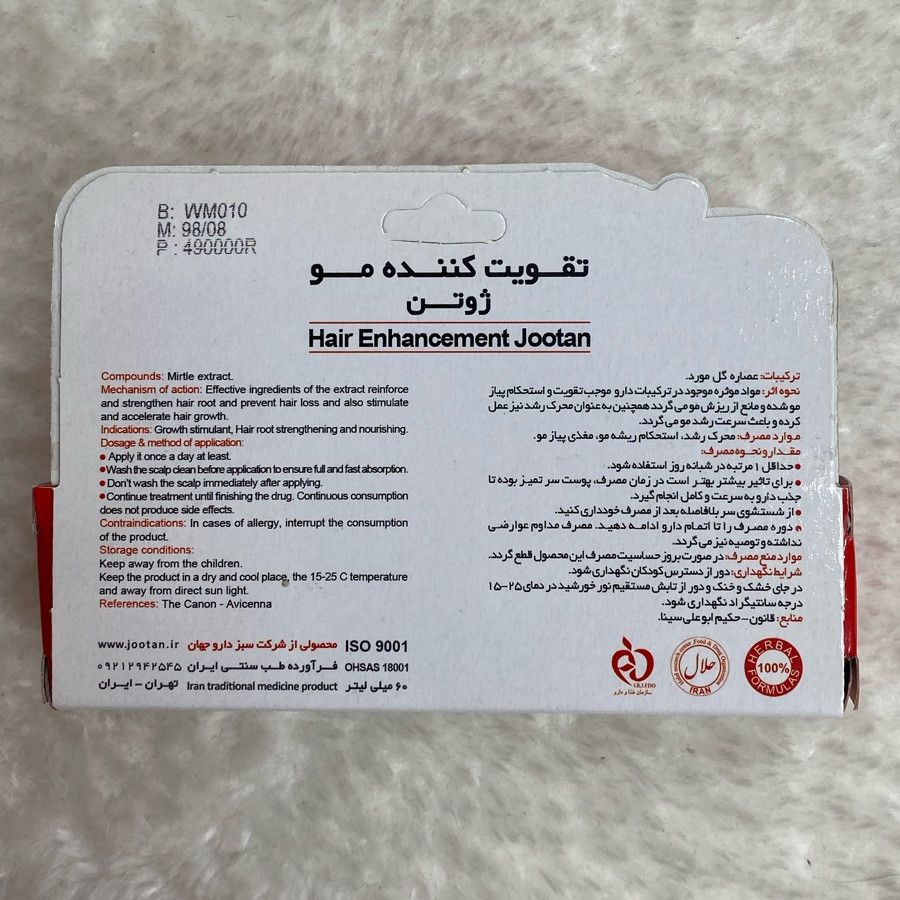 B: WM010
M: 98/08
P: 490000R
تقویت کننده مو
ژوتن
Hair Enhancement Jootan
Compounds: Mirtle extract.
Mechanism of action: Effective ingredients of the extract reinforce
and strengthen hair root and prevent hair loss and also stimulate
and accelerate hair growth.
Indications: Growth stimulant, Hair root strengthening and nourishing.
Dosage & method of application:
• Apply it once a day at least.
• Wash the scalp clean before application to ensure full and fast absorption.
• Don't wash the scalp immediately after applying.
• Continue treatment until finishing the drug. Continuous consumption
does not produce side effects.
Contraindications: In cases of allergy, interrupt the consumption
of the product.
Storage conditions:
Keep away from the children.
Keep the product in a dry and cool place, the 15-25 C temperature
and away from direct sun light.
References: The Canon - Avicenna
ترکیبات: عصاره گل مورد.
نحوه اثر: مواد موثره موجود در ترکیبات دارو موجب تقویت و استحکام پیاز
مو شده و مانع از ریزش مو می گردد همچنین به عنوان محرک رشد نیز عمل
کرده و باعث سرعت رشد مو می گردد.
موارد مصرف: محرک رشد، استحکام ریشه مو، مغذی پیاز مو.
مقدار و نحوه مصرف:
• حداقل ۱ مرتبه در شبانه روز استفاده شود.
• برای تاثیر بیشتر بهتر است در زمان مصرف، پوست سر تمیز بوده تا
جذب دارو به سرعت و کامل انجام گیرد.
• از شستشوی سر بلافاصله بعد از مصرف خودداری کنید.
• دوره مصرف را تا اتمام دارو ادامه دهید. مصرف مداوم عوارضی
نداشته و توصیه نیز می گردد.
موارد منع مصرف: در صورت بروز حساسیت مصرف این محصول قطع گردد.
شرایط نگهداری: دور از دسترس کودکان نگهداری شود.
در جای خشک و خنک و دور از تابش مستقیم نور خورشید در دمای ۲۵-۱۵
درجه سانتیگراد نگهداری شود.
منابع: قانون - حکیم ابوعلی سینا.
www.jootan.ir محصولی از شرکت سبز دارو جهان ISO 9001
۰۹۲۱۲۹۴۲۵۴۵ فرآورده طب سنتی ایران OHSAS 18001
تهران - ایران Iran traditional medicine product ۶۰ میلی لیتر
I.R.I.FDO
سازمان غذا و دارو
حلال
IRAN
HERBAL
100%
FORMULAS